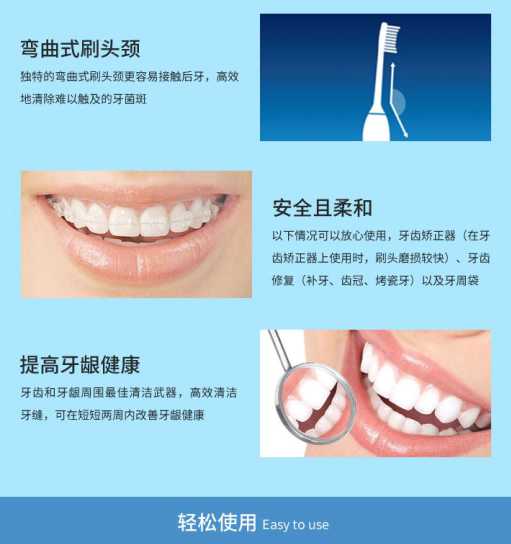 弯曲式刷头颈
独特的弯曲式刷头颈更容易接触后牙，高效
地清除难以触及的牙菌斑
安全且柔和
以下情况可以放心使用，牙齿矫正器（在牙
齿矫正器上使用时，刷头磨损较快）、牙齿
修复（补牙、齿冠、烤瓷牙）以及牙周袋
提高牙龈健康
牙齿和牙龈周围最佳清洁武器，高效清洁
牙缝，可在短短两周内改善牙龈健康
轻松使用 Easy to use